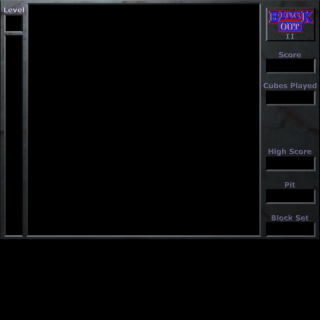 Level
BLOCK
OUT
II
Score
Cubes Played
High Score
Pit
Block Set